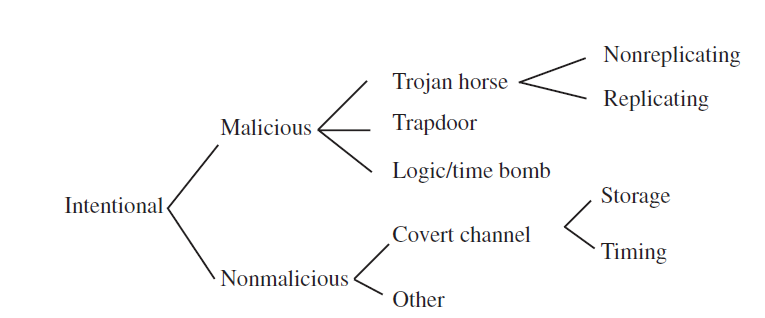 Nonreplicating
Trojan horse
Replicating
Malicious
Trapdoor
Logic/time bomb
Intentional
Storage
Covert channel
Timing
Nonmalicious
Other